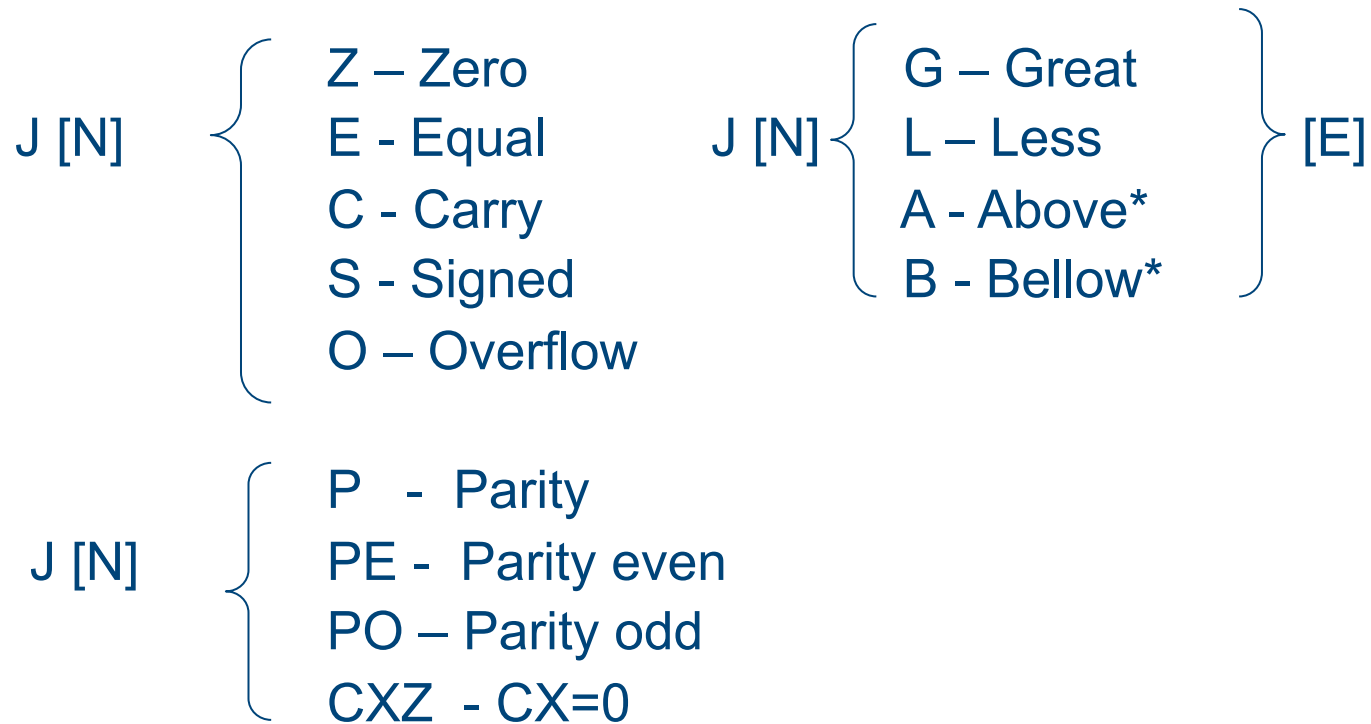 J [N]
Z – Zero
E - Equal
C - Carry
S - Signed
O – Overflow
J [N]
G – Great
L – Less
A - Above*
B - Bellow*
[E]
J [N]
P - Parity
PE - Parity even
PO – Parity odd
CXZ - CX=0